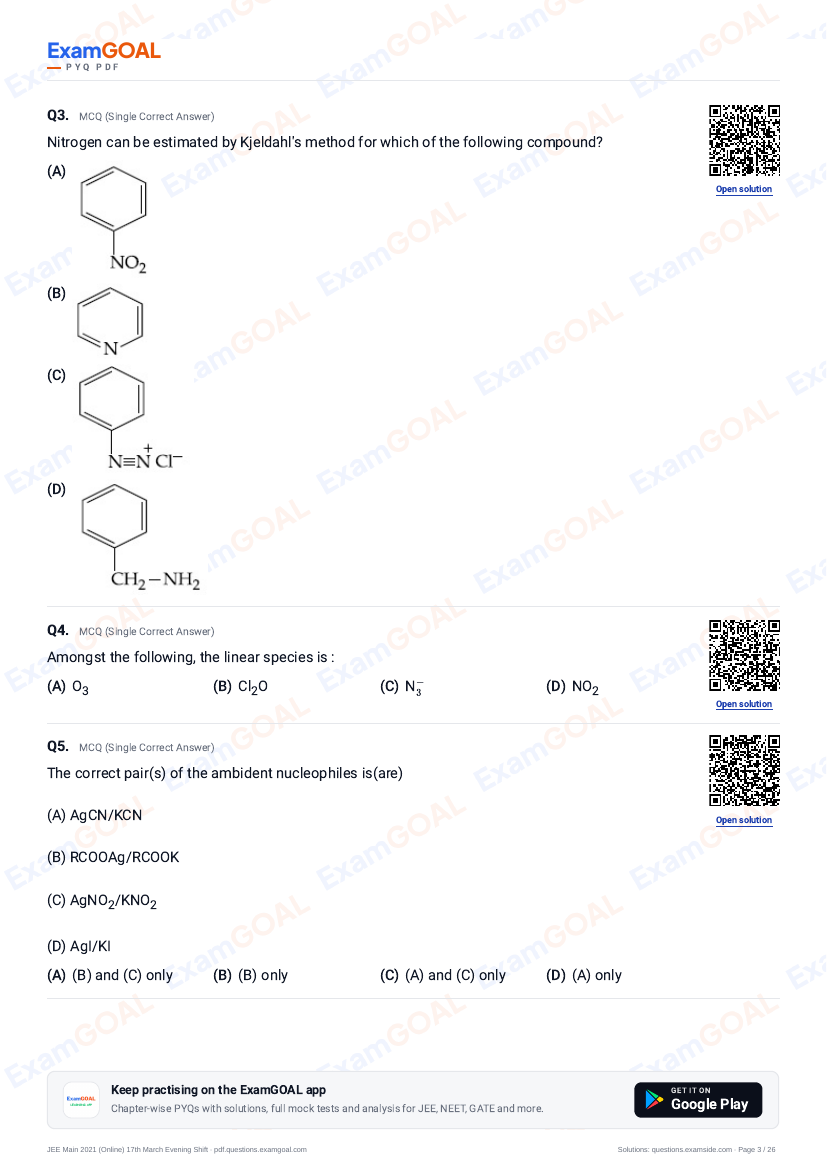 ExamGOAL
PYQ PDF
Q3. MCQ (Single Correct Answer)
Nitrogen can be estimated by Kjeldahl's method for which of the following compound?
Open solution
(A)
NO2
(B)
N
(C)
N≡N+ Cl−
(D)
CH2−NH2
Q4. MCQ (Single Correct Answer)
Amongst the following, the linear species is :
(A) O3 (B) Cl2O (C) N3− (D) NO2
Open solution
Q5. MCQ (Single Correct Answer)
The correct pair(s) of the ambident nucleophiles is(are)
(A) AgCN/KCN
Open solution
(B) RCOOAg/RCOOK
(C) AgNO2/KNO2
(D) AgI/KI
(A) (B) and (C) only (B) (B) only (C) (A) and (C) only (D) (A) only
ExamGOAL
Keep practising on the ExamGOAL app
Chapter-wise PYQs with solutions, full mock tests and analysis for JEE, NEET, GATE and more.
GET IT ON
Google Play
JEE Main 2021 (Online) 17th March Evening Shift · pdf.questions.examgoal.com
Solutions: questions.examside.com · Page 3 / 26